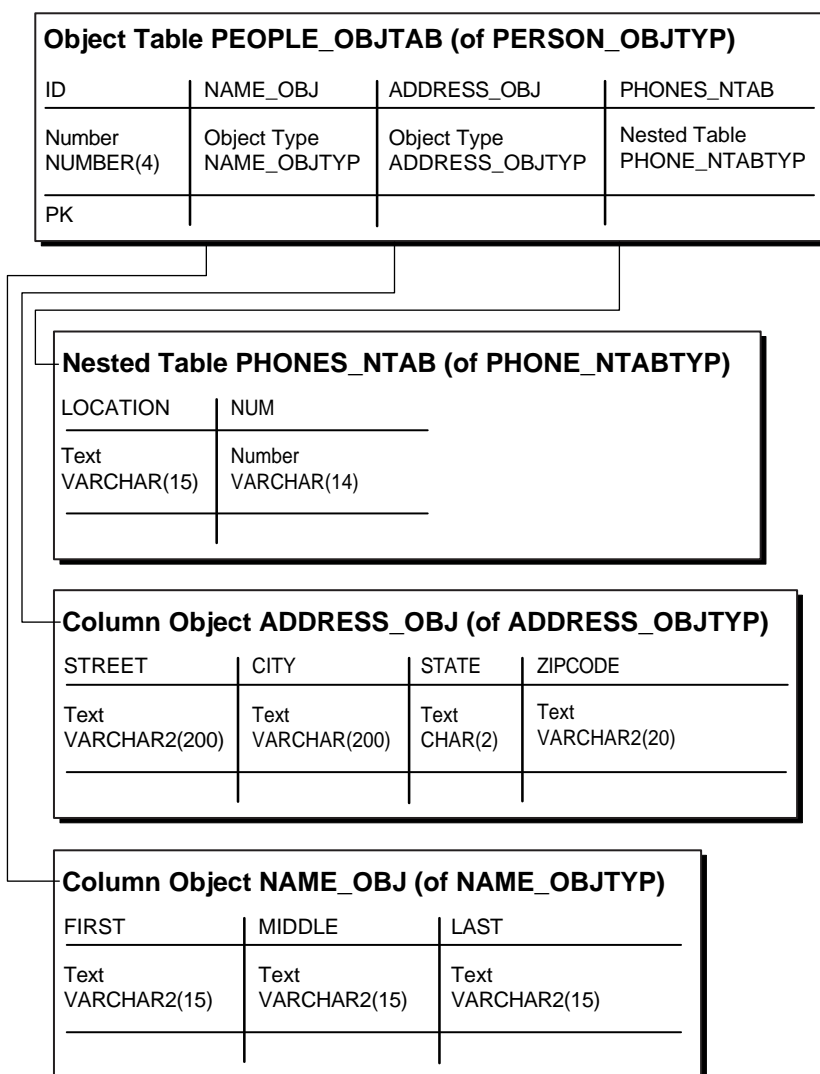 Object Table PEOPLE_OBJTAB (of PERSON_OBJTYP)
ID NAME_OBJ ADDRESS_OBJ PHONES_NTAB
Number Object Type Object Type Nested Table
NUMBER(4) NAME_OBJTYP ADDRESS_OBJTYP PHONE_NTABTYP
PK
Nested Table PHONES_NTAB (of PHONE_NTABTYP)
LOCATION NUM
Text Number
VARCHAR(15) VARCHAR(14)
Column Object ADDRESS_OBJ (of ADDRESS_OBJTYP)
STREET CITY STATE ZIPCODE
Text Text Text Text
VARCHAR2(200) VARCHAR(200) CHAR(2) VARCHAR2(20)
Column Object NAME_OBJ (of NAME_OBJTYP)
FIRST MIDDLE LAST
Text Text Text
VARCHAR2(15) VARCHAR2(15) VARCHAR2(15)